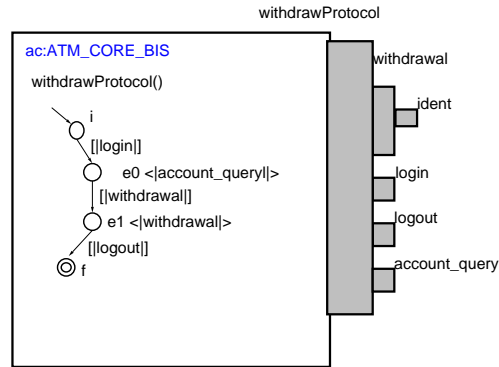 withdrawProtocol
ac:ATM_CORE_BIS
withdrawal
withdrawProtocol()
ident
i
[|login|]
e0 <|account_query|>
login
[|withdrawal|]
e1 <|withdrawal|>
logout
[|logout|]
f
account_query